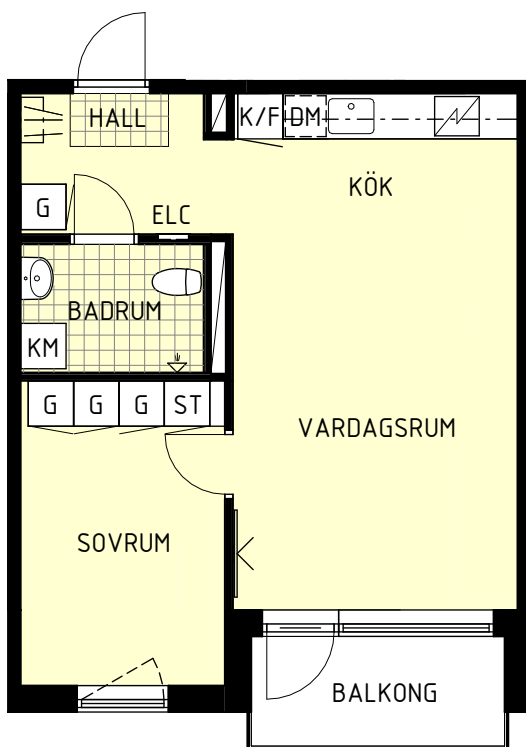 HALL
K/F DM
KÖK
G
ELC
BADRUM
KM
G G G ST
VARDAGSRUM
SOVRUM
BALKONG